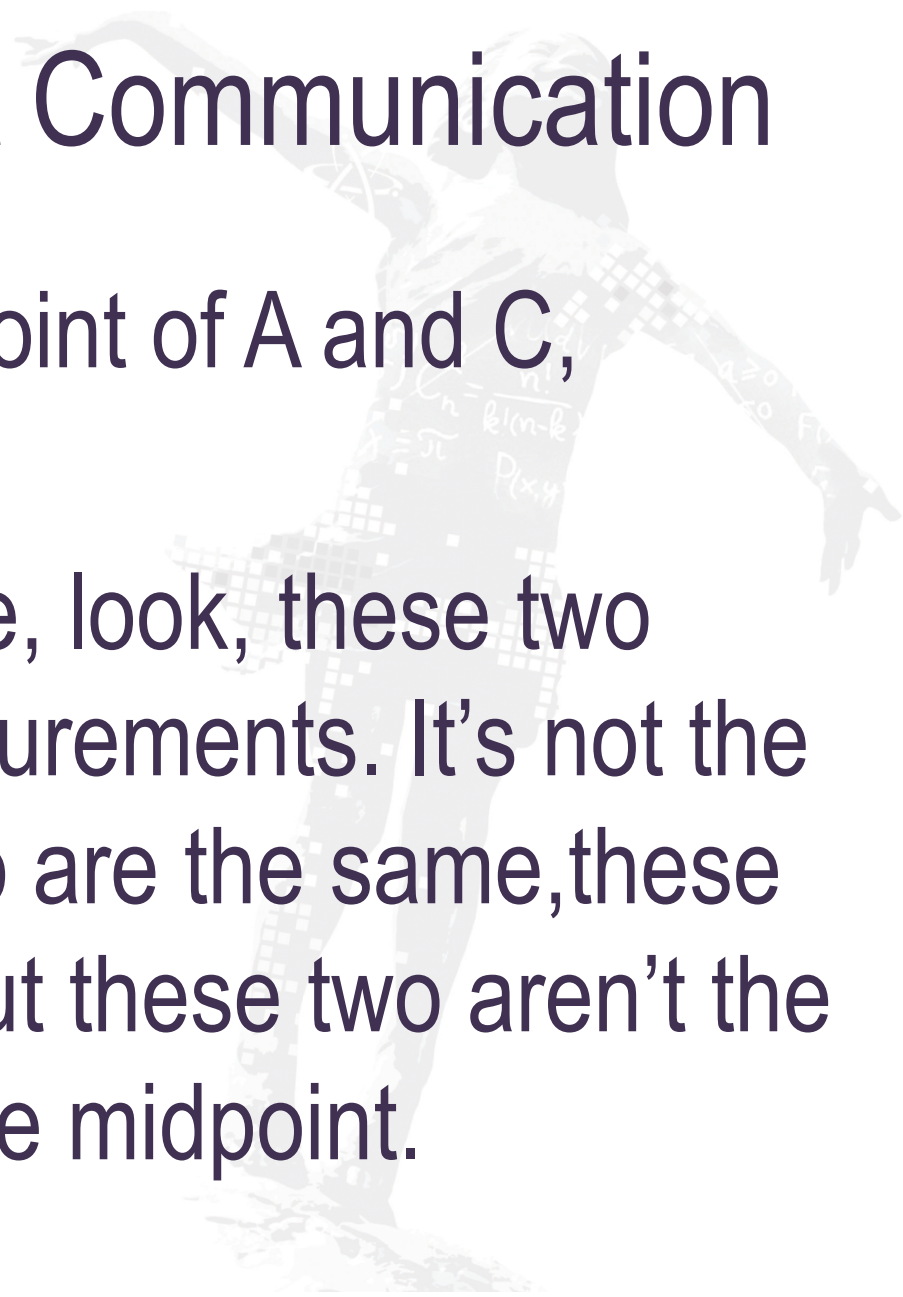 Communication
oint of A and C,
e, look, these two
urements. It’s not the
are the same,these
ut these two aren’t the
e midpoint.